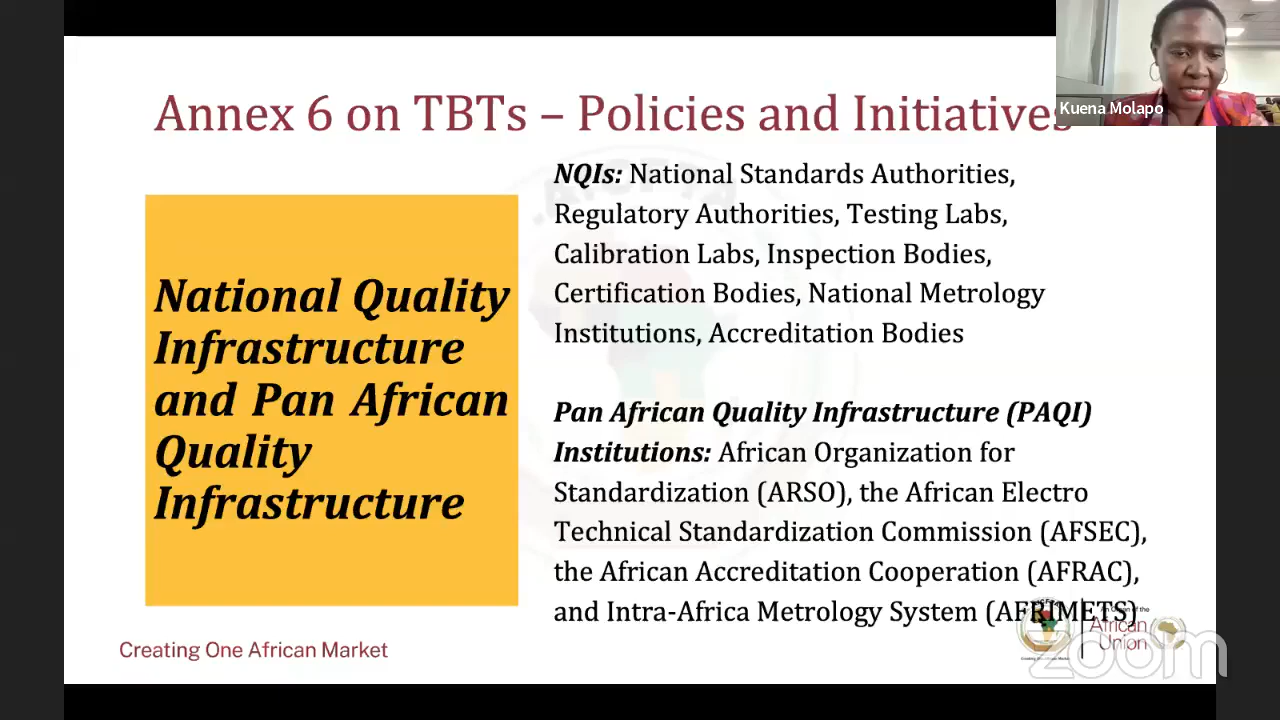 Kuena Molapo
Annex 6 on TBTs – Policies and Initiatives
National Quality
Infrastructure
and Pan African
Quality
Infrastructure
NQIs: National Standards Authorities,
Regulatory Authorities, Testing Labs,
Calibration Labs, Inspection Bodies,
Certification Bodies, National Metrology
Institutions, Accreditation Bodies
Pan African Quality Infrastructure (PAQI)
Institutions: African Organization for
Standardization (ARSO), the African Electro
Technical Standardization Commission (AFSEC),
the African Accreditation Cooperation (AFRAC),
and Intra-Africa Metrology System (AFRIMETS)
Creating One African Market
African
Union
zoom